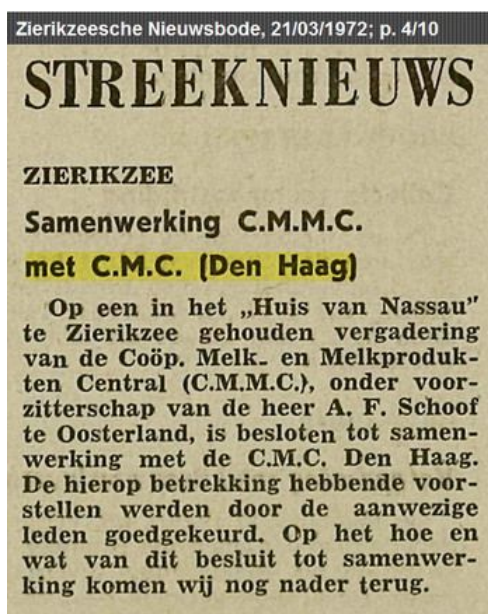 Zierikzeesche Nieuwsbode, 21/03/1972; p. 4/10
STREEKNIEUWS
ZIERIKZEE
Samenwerking C.M.M.C.
met C.M.C. (Den Haag)
Op een in het „Huis van Nassau”
te Zierikzee gehouden vergadering
van de Coöp. Melk- en Melkproduk-
ten Central (C.M.M.C.), onder voor-
zitterschap van de heer A. F. Schoof
te Oosterland, is besloten tot samen-
werking met de C.M.C. Den Haag.
De hierop betrekking hebbende voor-
stellen werden door de aanwezige
leden goedgekeurd. Op het hoe en
wat van dit besluit tot samenwer-
king komen wij nog nader terug.